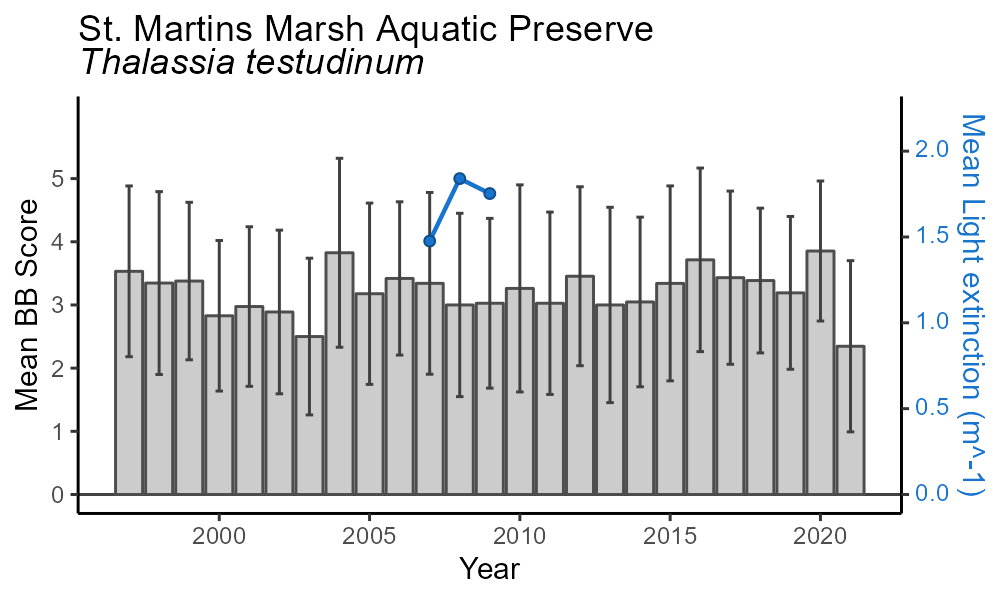 St. Martins Marsh Aquatic Preserve
Thalassia testudinum
Mean BB Score
5
4
3
2
1
0
2.0
1.5
1.0
0.5
0.0
Mean Light extinction (m^-1)
2000 2005 2010 2015 2020
Year